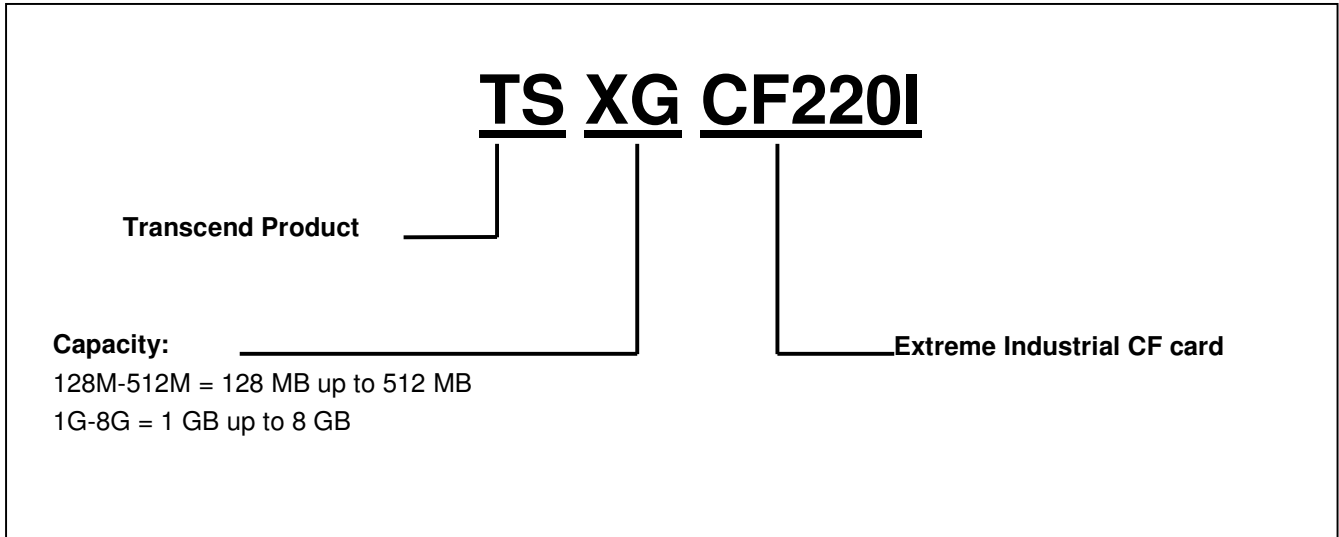 TS XG CF220I
Transcend Product
Capacity:
128M-512M = 128 MB up to 512 MB
1G-8G = 1 GB up to 8 GB
Extreme Industrial CF card